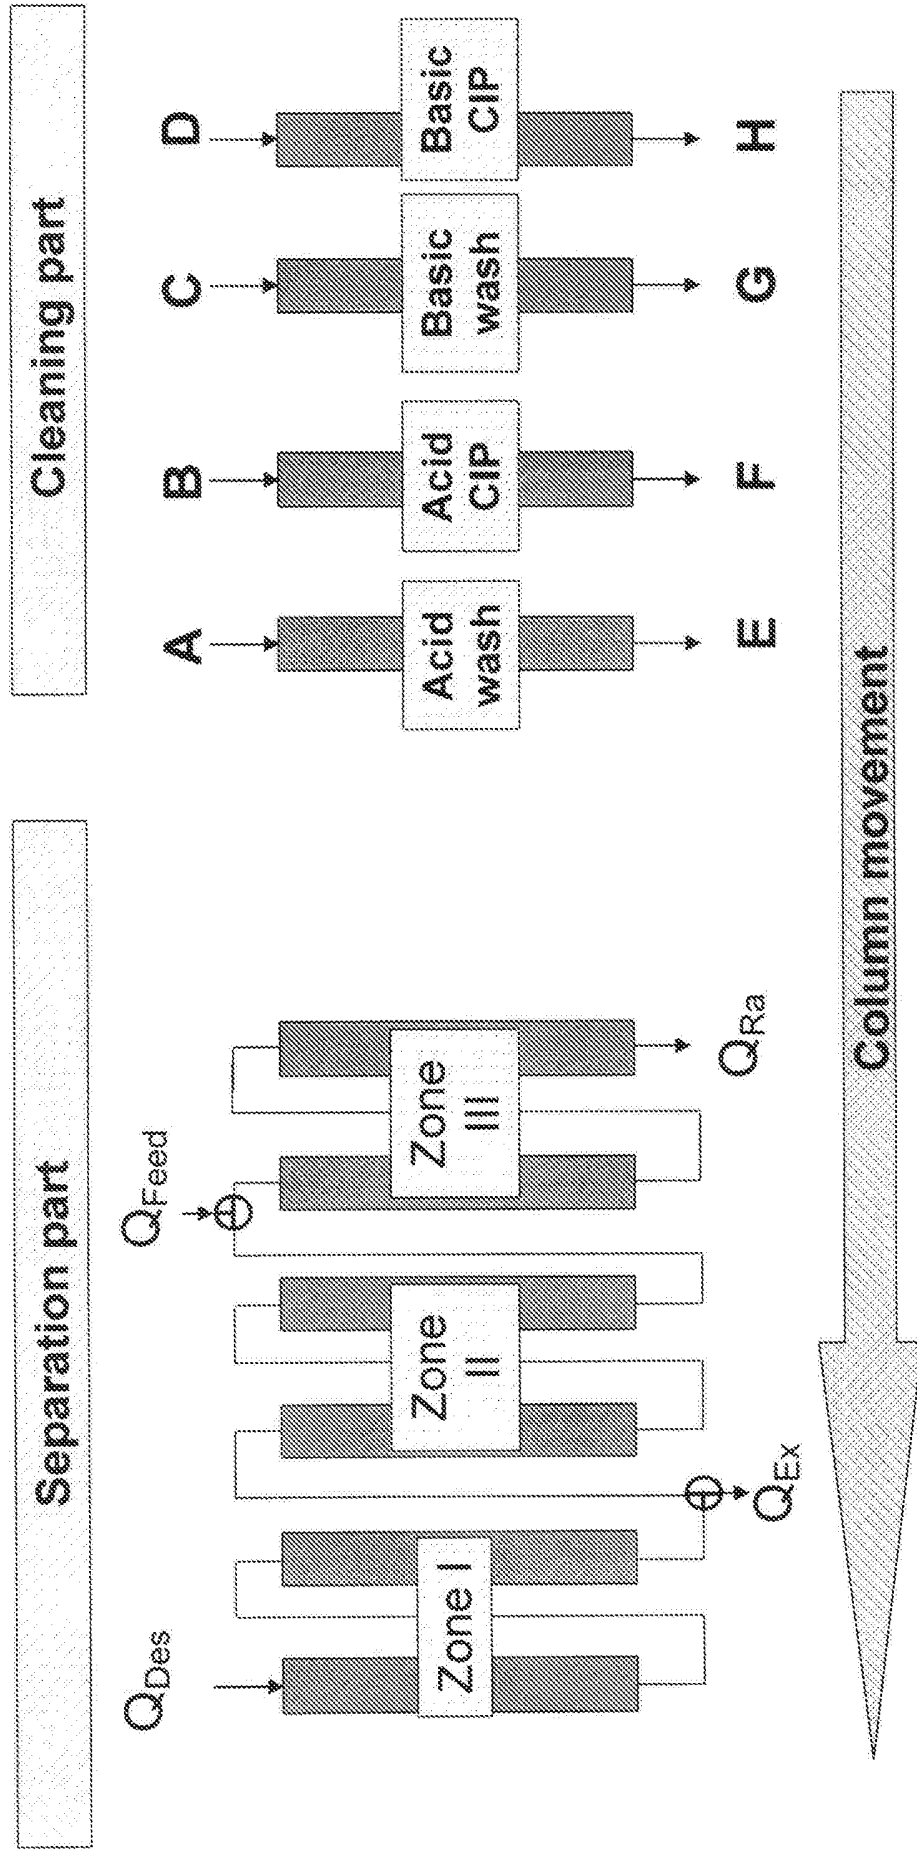 Separation part
Cleaning part
Q_Des
Q_Feed
A
B
C
D
Zone I
Zone
II
Zone
III
Acid
wash
Acid
CIP
Basic
wash
Basic
CIP
Q_Ex
Q_Ra
E
F
G
H
Column movement